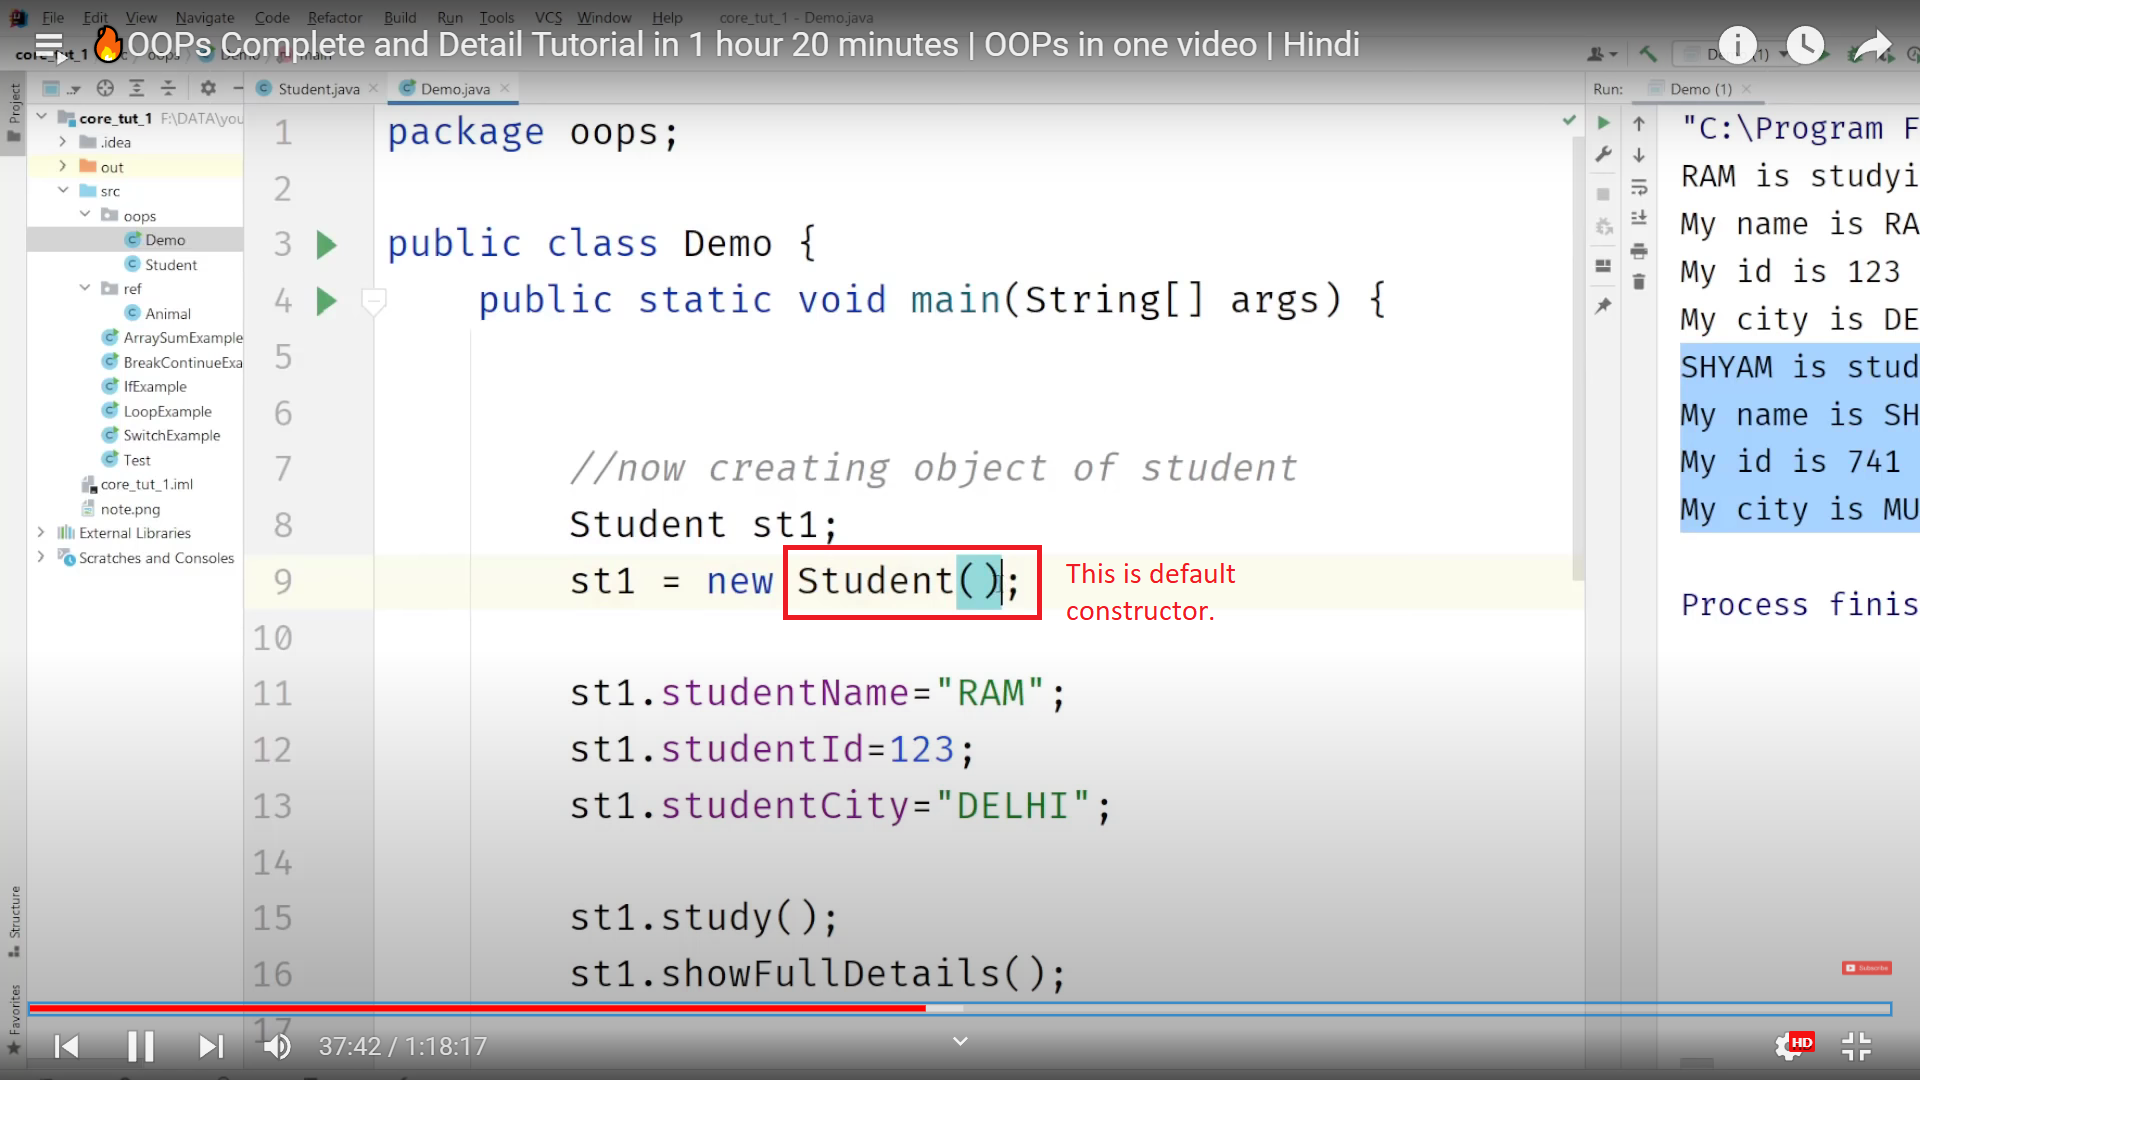 File Edit View Navigate Code Refactor Build Run Tools VCS Window Help core_tut_1 - Demo.java
🔥OOPs Complete and Detail Tutorial in 1 hour 20 minutes | OOPs in one video | Hindi
Student.java
Demo.java
Run: Demo (1)
Project
core_tut_1 F:\DATA\you
.idea
out
src
oops
Demo
Student
ref
Animal
ArraySumExample
BreakContinueExa
IfExample
LoopExample
SwitchExample
Test
core_tut_1.iml
note.png
External Libraries
Scratches and Consoles
Structure
Favorites
1 package oops;
2
3 public class Demo {
4 public static void main(String[] args) {
5
6
7 //now creating object of student
8 Student st1;
9 st1 = new Student();
This is default
constructor.
10
11 st1.studentName="RAM";
12 st1.studentId=123;
13 st1.studentCity="DELHI";
14
15 st1.study();
16 st1.showFullDetails();
17
"C:\Program F
RAM is studyi
My name is RA
My id is 123
My city is DE
SHYAM is stud
My name is SH
My id is 741
My city is MU
Process finis
Subscribe
37:42 / 1:18:17
HD